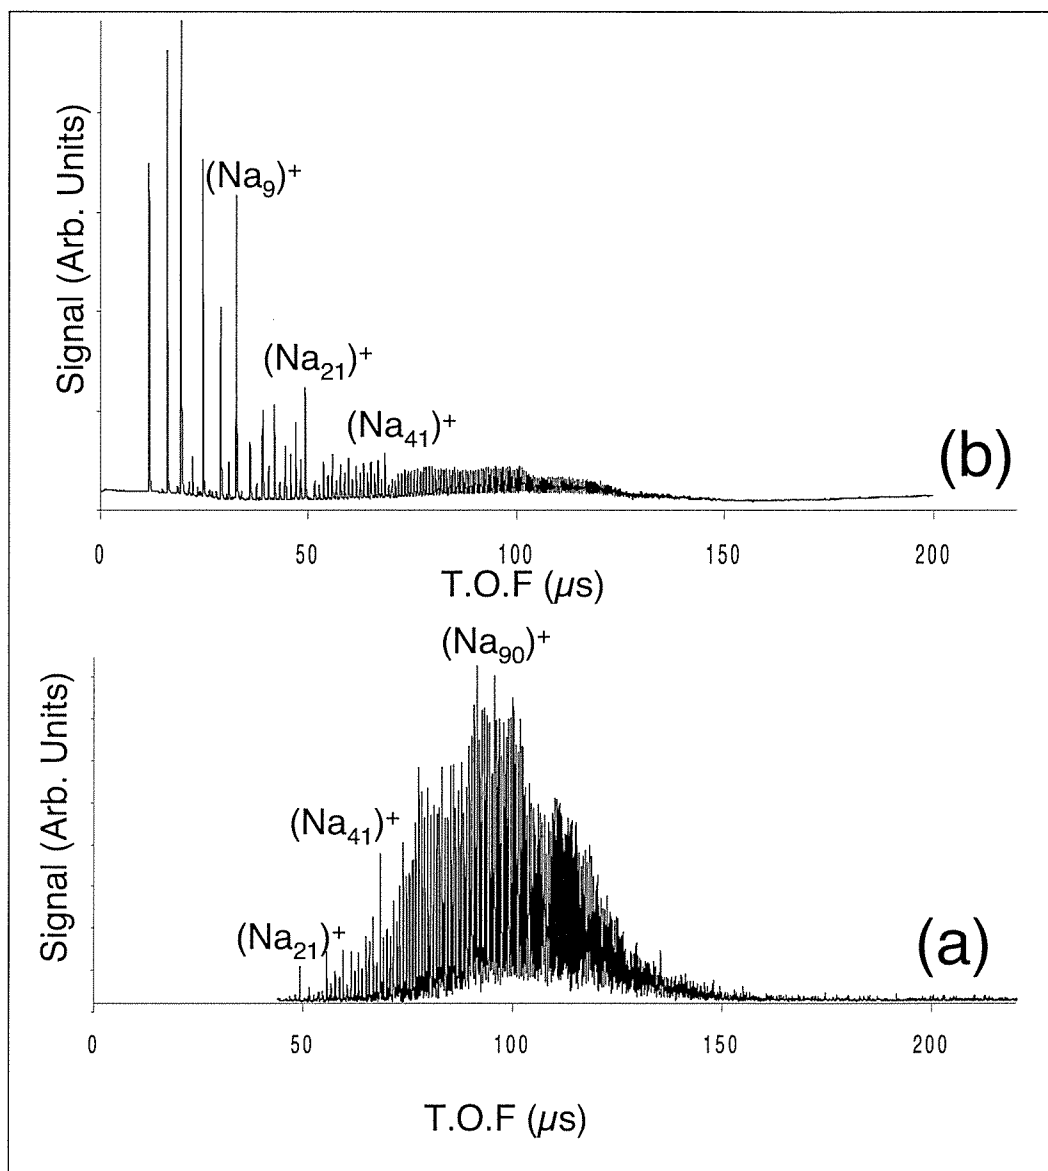 Signal (Arb. Units)
(Na₉)⁺
(Na₂₁)⁺
(Na₄₁)⁺
(b)
0 50 100 150 200
T.O.F (μs)
Signal (Arb. Units)
(Na₉₀)⁺
(Na₄₁)⁺
(Na₂₁)⁺
(a)
0 50 100 150 200
T.O.F (μs)